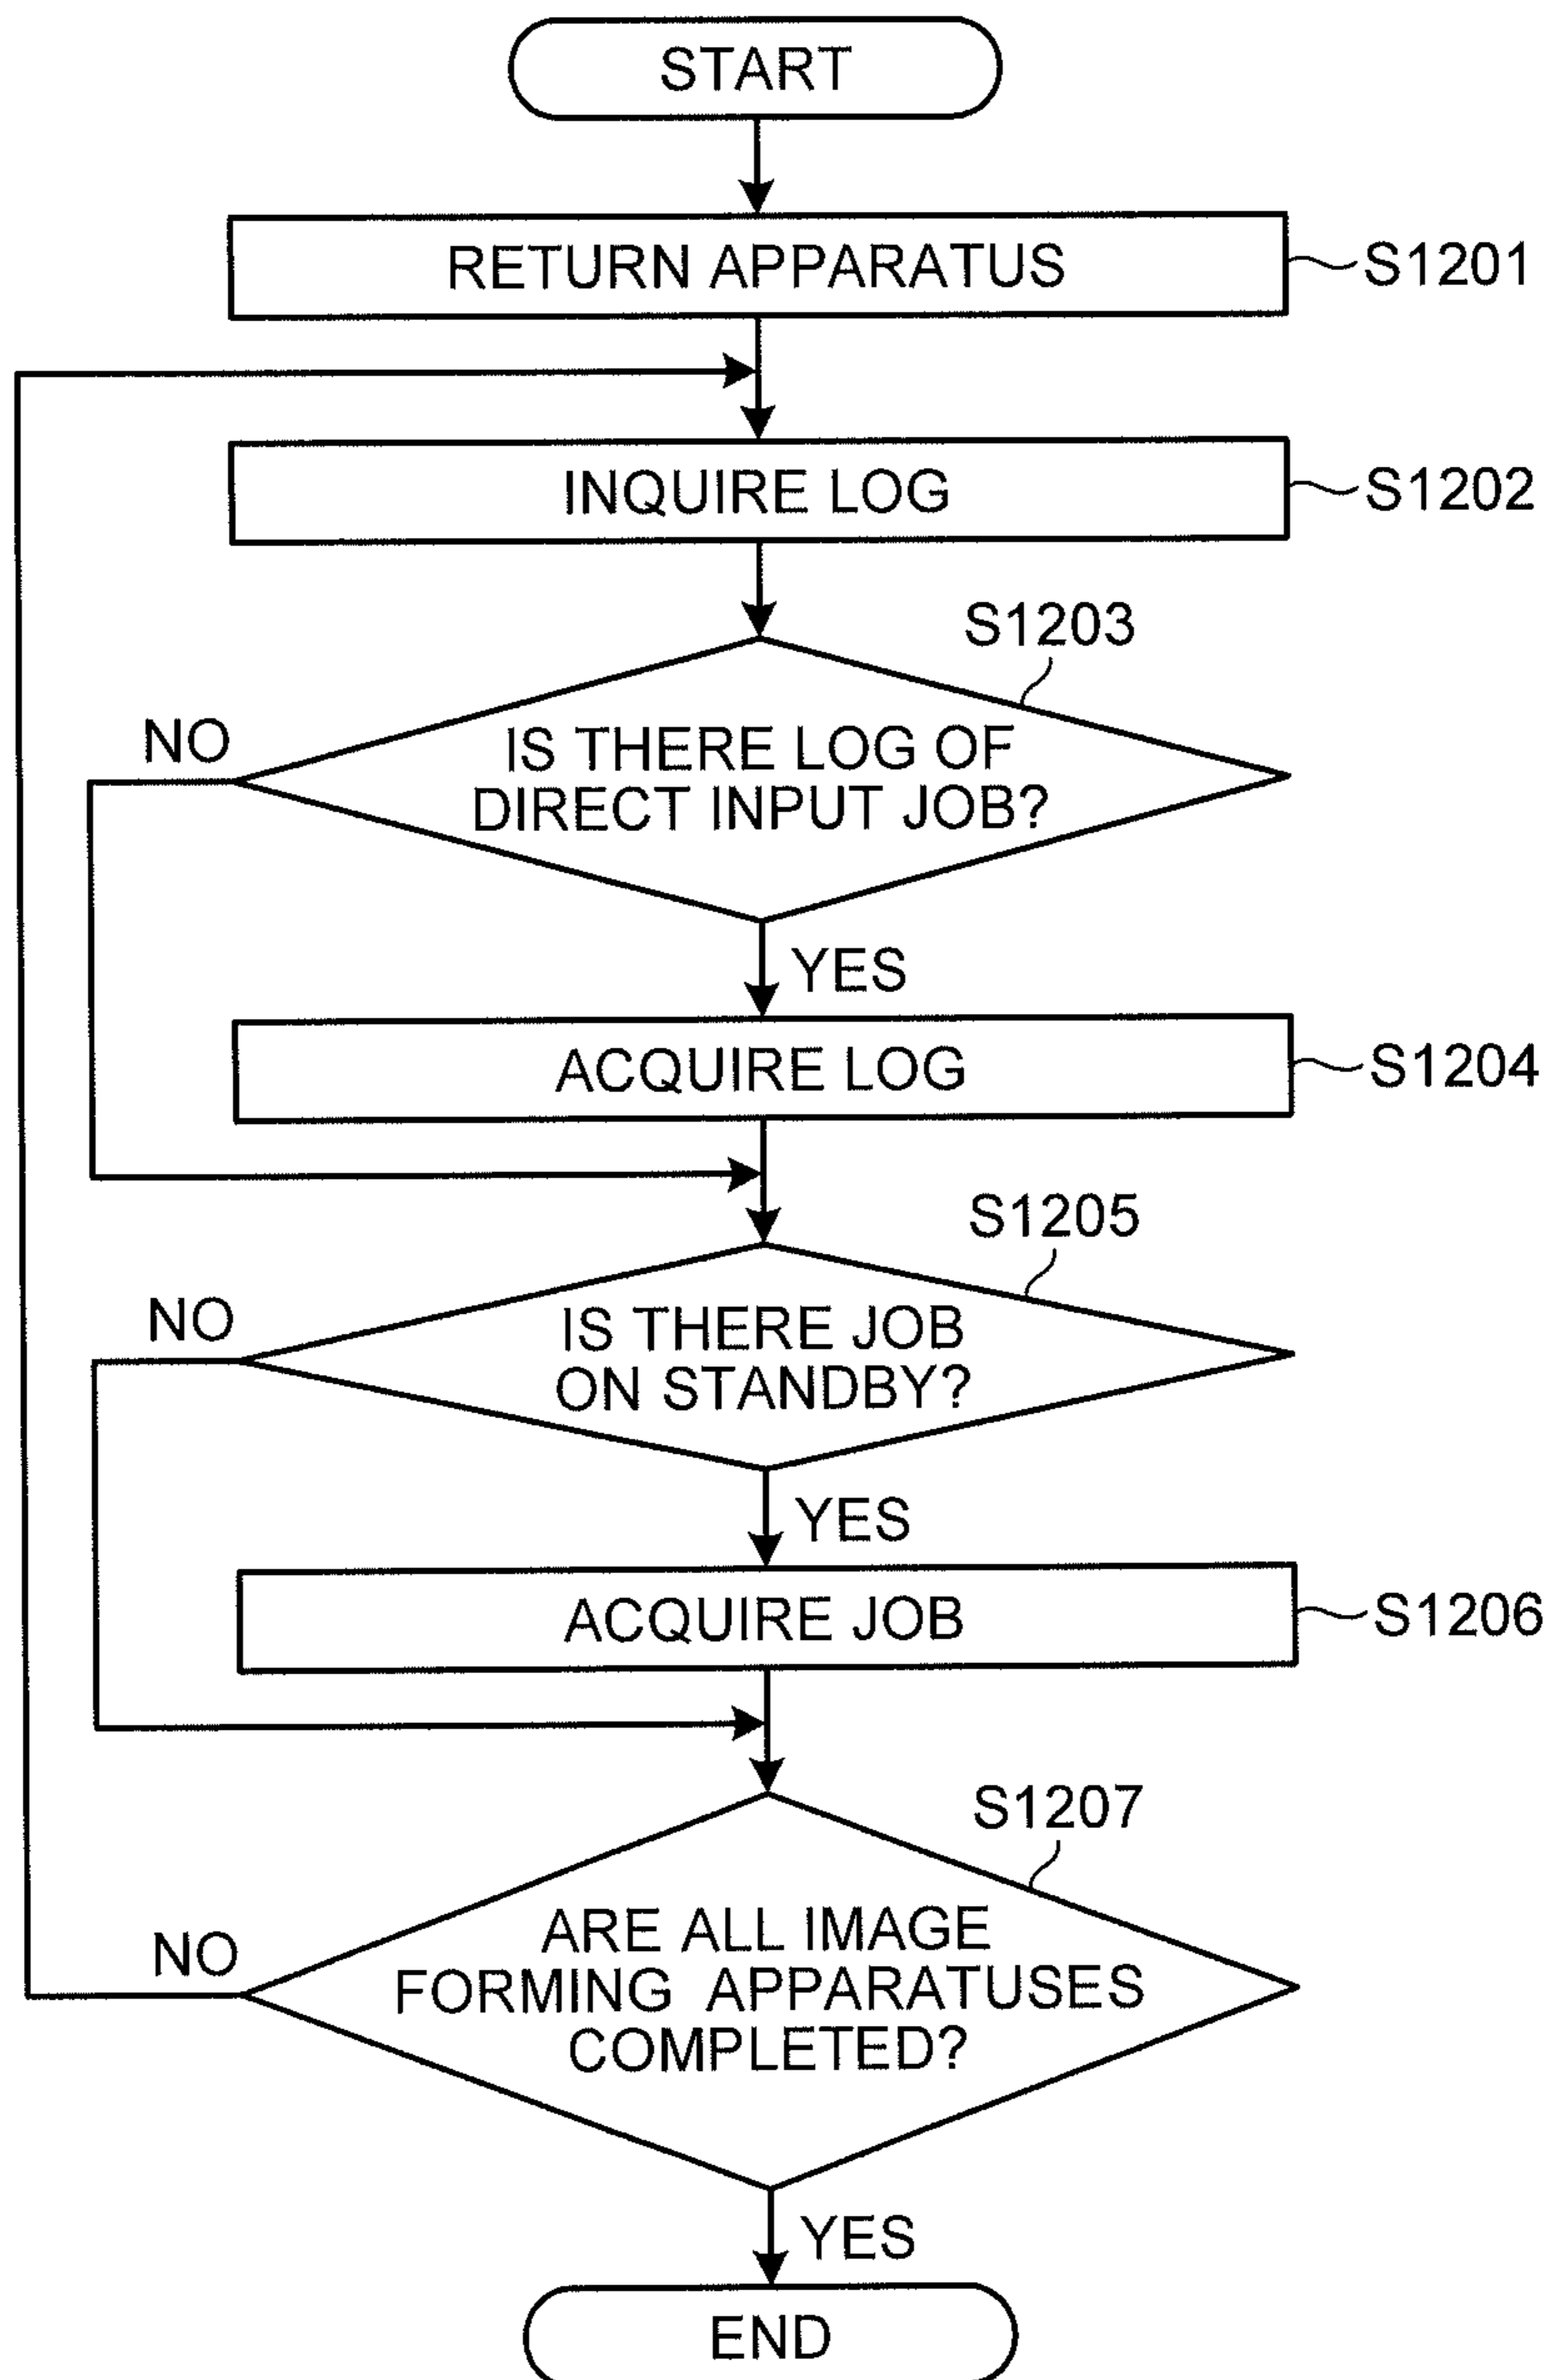 START
RETURN APPARATUS
S1201
INQUIRE LOG
S1202
S1203
NO
IS THERE LOG OF
DIRECT INPUT JOB?
YES
ACQUIRE LOG
S1204
S1205
NO
IS THERE JOB
ON STANDBY?
YES
ACQUIRE JOB
S1206
S1207
NO
ARE ALL IMAGE
FORMING APPARATUSES
COMPLETED?
YES
END